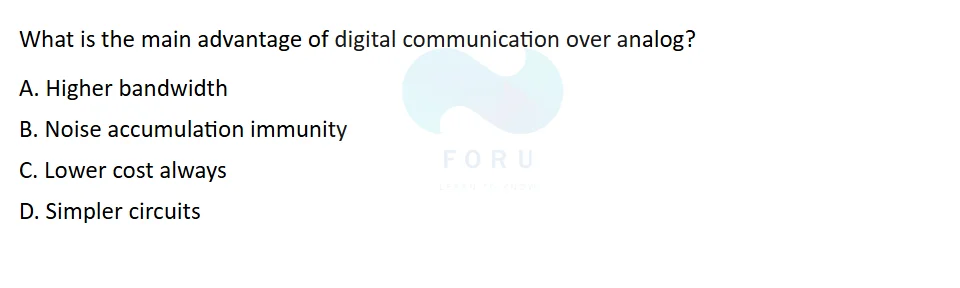 What is the main advantage of digital communication over analog?
A. Higher bandwidth
B. Noise accumulation immunity
FORU
C. Lower cost always
D. Simpler circuits